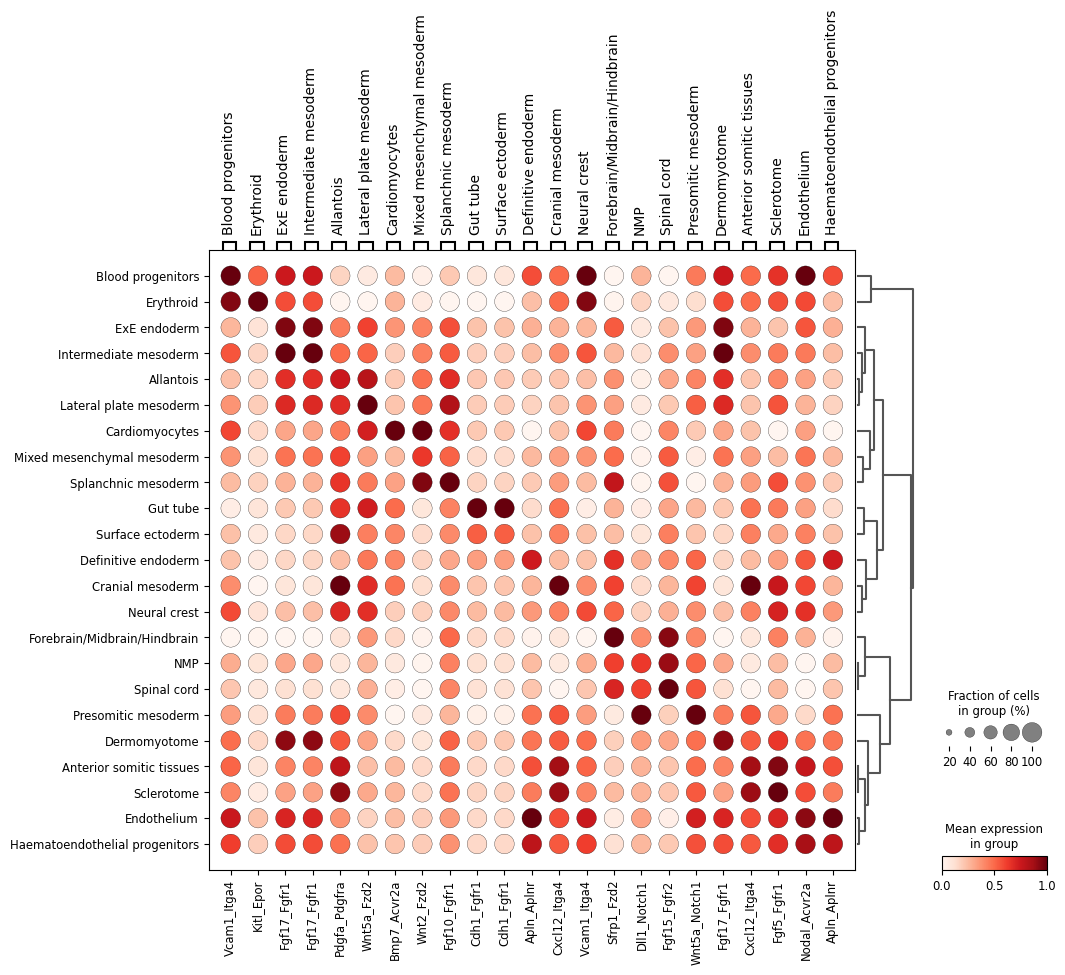 Blood progenitors
Erythroid
ExE endoderm
Intermediate mesoderm
Allantois
Lateral plate mesoderm
Cardiomyocytes
Mixed mesenchymal mesoderm
Splanchnic mesoderm
Gut tube
Surface ectoderm
Definitive endoderm
Cranial mesoderm
Neural crest
Forebrain/Midbrain/Hindbrain
NMP
Spinal cord
Presomitic mesoderm
Dermomyotome
Anterior somitic tissues
Sclerotome
Endothelium
Haematoendothelial progenitors
Blood progenitors
Erythroid
ExE endoderm
Intermediate mesoderm
Allantois
Lateral plate mesoderm
Cardiomyocytes
Mixed mesenchymal mesoderm
Splanchnic mesoderm
Gut tube
Surface ectoderm
Definitive endoderm
Cranial mesoderm
Neural crest
Forebrain/Midbrain/Hindbrain
NMP
Spinal cord
Presomitic mesoderm
Dermomyotome
Anterior somitic tissues
Sclerotome
Endothelium
Haematoendothelial progenitors
Vcam1_Itga4
Kitl_Epor
Fgf17_Fgfr1
Fgf17_Fgfr1
Pdgfa_Pdgfra
Wnt5a_Fzd2
Bmp7_Acvr2a
Wnt2_Fzd2
Fgf10_Fgfr1
Cdh1_Fgfr1
Cdh1_Fgfr1
Apln_Aplnr
Cxcl12_Itga4
Vcam1_Itga4
Sfrp1_Fzd2
Dll1_Notch1
Fgf15_Fgfr2
Wnt5a_Notch1
Fgf17_Fgfr1
Cxcl12_Itga4
Fgf5_Fgfr1
Nodal_Acvr2a
Apln_Aplnr
Fraction of cells
in group (%)
20 40 60 80 100
Mean expression
in group
0.0 0.5 1.0